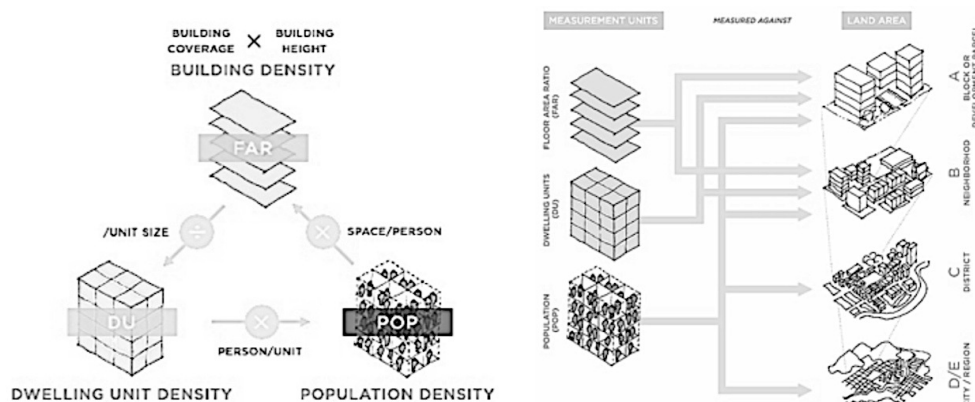 BUILDING COVERAGE × BUILDING HEIGHT
BUILDING DENSITY
FAR
/UNIT SIZE
÷
×
SPACE/PERSON
DU
×
POP
PERSON/UNIT
DWELLING UNIT DENSITY
POPULATION DENSITY
MEASUREMENT UNITS
MEASURED AGAINST
LAND AREA
FLOOR AREA RATIO
(FAR)
DWELLING UNITS
(DU)
POPULATION
(POP)
A
BLOCK OR
B
NEIGHBORHOD
C
DISTRICT
D/E
/ REGION